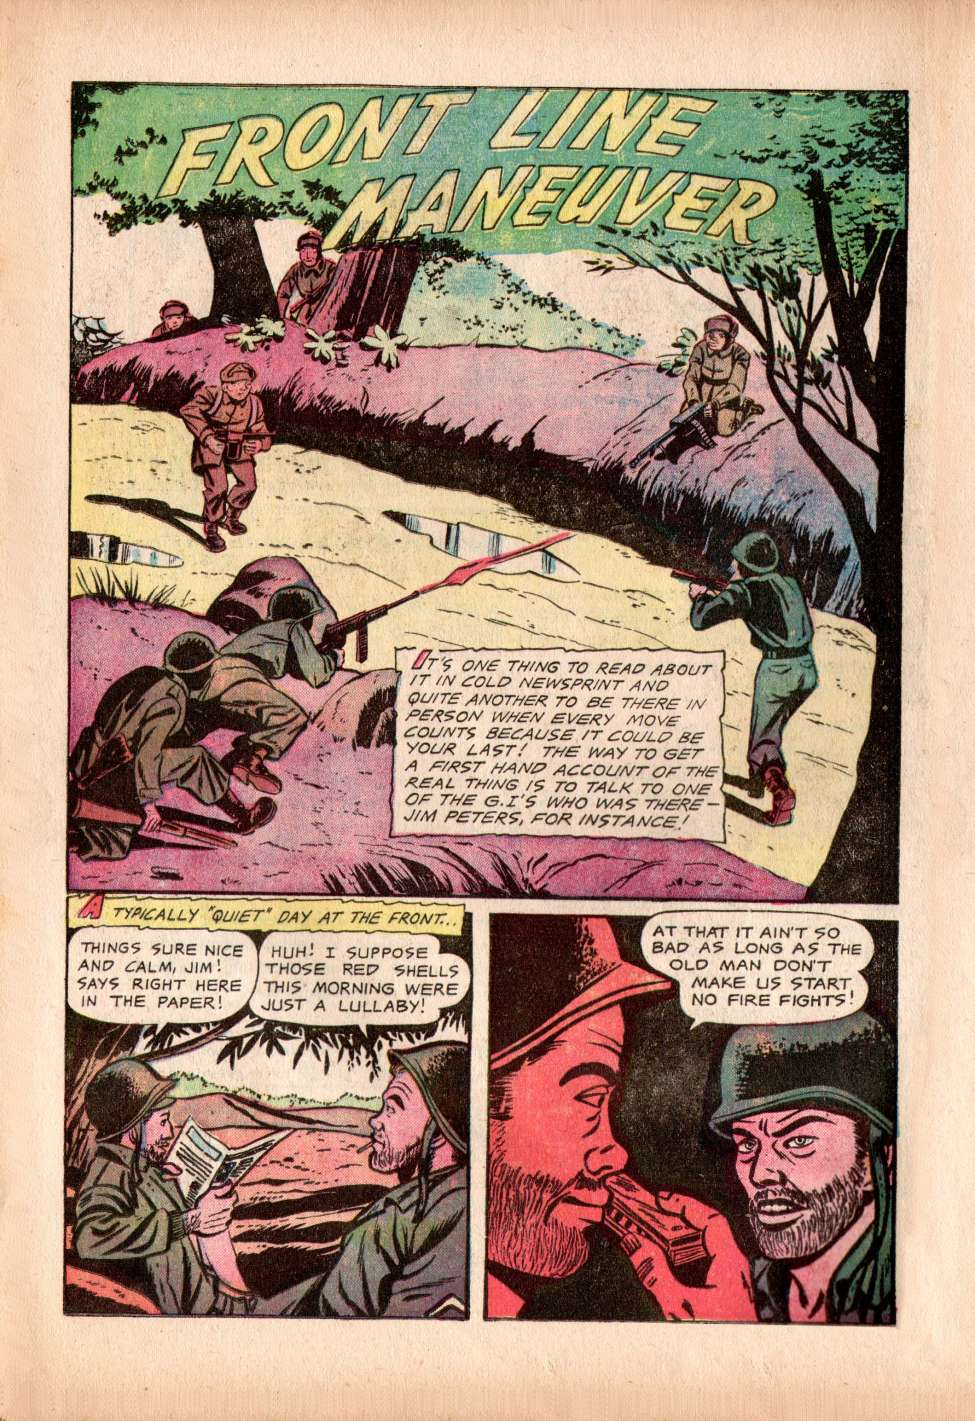 FRONT LINE
MANEUVER
IT'S ONE THING TO READ ABOUT
IT IN COLD NEWSPRINT AND
QUITE ANOTHER TO BE THERE IN
PERSON WHEN EVERY MOVE
COUNTS BECAUSE IT COULD BE
YOUR LAST! THE WAY TO GET
A FIRST HAND ACCOUNT OF THE
REAL THING IS TO TALK TO ONE
OF THE G.I'S WHO WAS THERE—
JIM PETERS, FOR INSTANCE!
A TYPICALLY "QUIET" DAY AT THE FRONT...
THINGS SURE NICE
AND CALM, JIM!
SAYS RIGHT HERE
IN THE PAPER!
HUH! I SUPPOSE
THOSE RED SHELLS
THIS MORNING WERE
JUST A LULLABY!
AT THAT IT AIN'T SO
BAD AS LONG AS THE
OLD MAN DON'T
MAKE US START
NO FIRE FIGHTS!